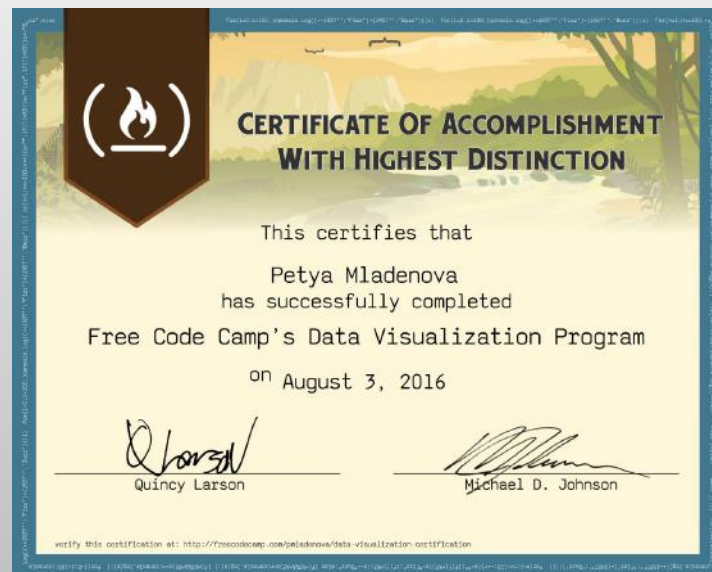 CERTIFICATE OF ACCOMPLISHMENT
WITH HIGHEST DISTINCTION
This certifies that
Petya Mladenova
has successfully completed
Free Code Camp's Data Visualization Program
on August 3, 2016
Quincy Larson
Michael D. Johnson
verify this certification at: http://freecodecamp.com/pmladenova/data-visualization-certification